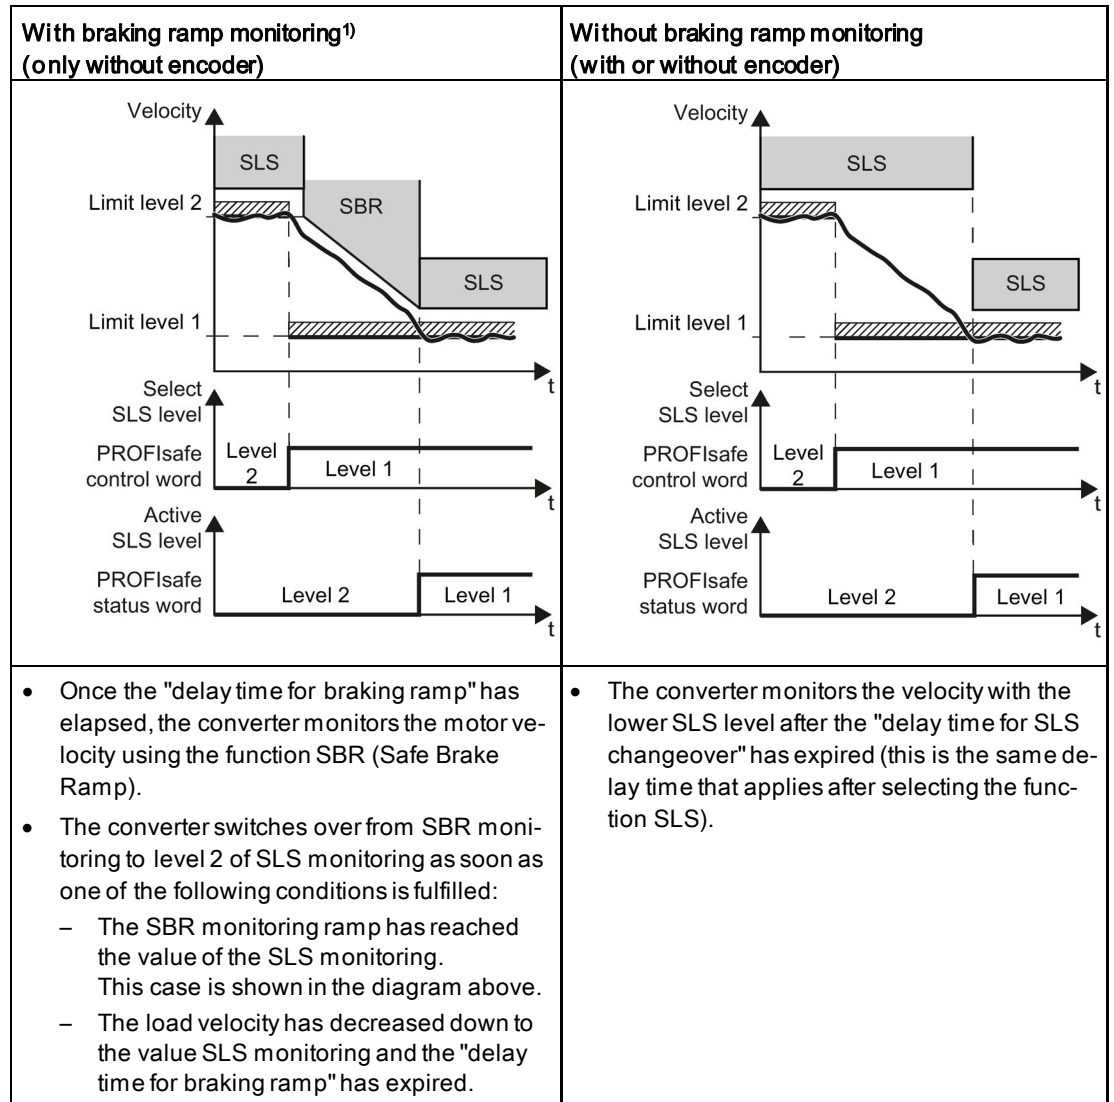 With braking ramp monitoring1)
(only without encoder)
Velocity
SLS
Limit level 2
SBR
SLS
Limit level 1
t
Select
SLS level
PROFIsafe
control word
Level
2
Level 1
t
Active
SLS level
PROFIsafe
status word
Level 2
Level 1
t
• Once the "delay time for braking ramp" has
elapsed, the converter monitors the motor ve-
locity using the function SBR (Safe Brake
Ramp).
• The converter switches over from SBR moni-
toring to level 2 of SLS monitoring as soon as
one of the following conditions is fulfilled:
– The SBR monitoring ramp has reached
the value of the SLS monitoring.
This case is shown in the diagram above.
– The load velocity has decreased down to
the value SLS monitoring and the "delay
time for braking ramp" has expired.
Without braking ramp monitoring
(with or without encoder)
Velocity
SLS
Limit level 2
SLS
Limit level 1
t
Select
SLS level
PROFIsafe
control word
Level
2
Level 1
t
Active
SLS level
PROFIsafe
status word
Level 2
Level 1
t
• The converter monitors the velocity with the
lower SLS level after the "delay time for SLS
changeover" has expired (this is the same de-
lay time that applies after selecting the func-
tion SLS).